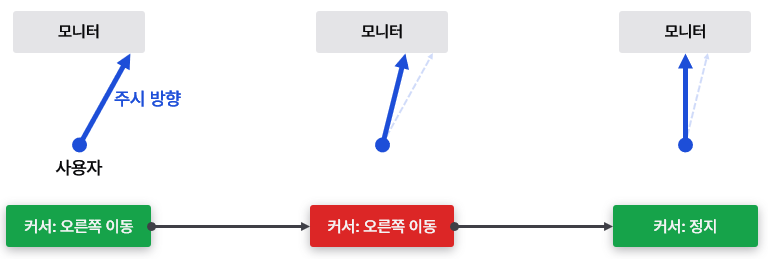 모니터
모니터
모니터
주시 방향
사용자
커서: 오른쪽 이동
커서: 오른쪽 이동
커서: 정지